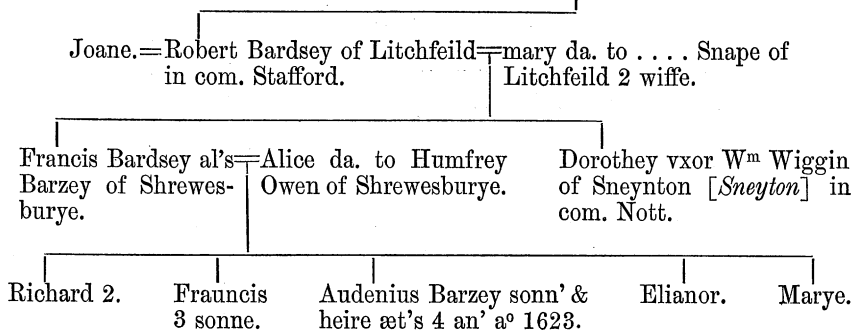 Joane.=Robert Bardsey of Litchfeild=mary da. to .... Snape of
in com. Stafford.
Litchfeild 2 wiffe.
Francis Bardsey al's=Alice da. to Humfrey
Barzey of Shrewes-
burye.
Owen of Shrewesburye.
Dorothey vxor Wᵐ Wiggin
of Sneynton [Sneyton] in
com. Nott.
Richard 2.
Frauncis
3 sonne.
Audenius Barzey sonn' &
heire æt's 4 an' aº 1623.
Elianor.
Marye.